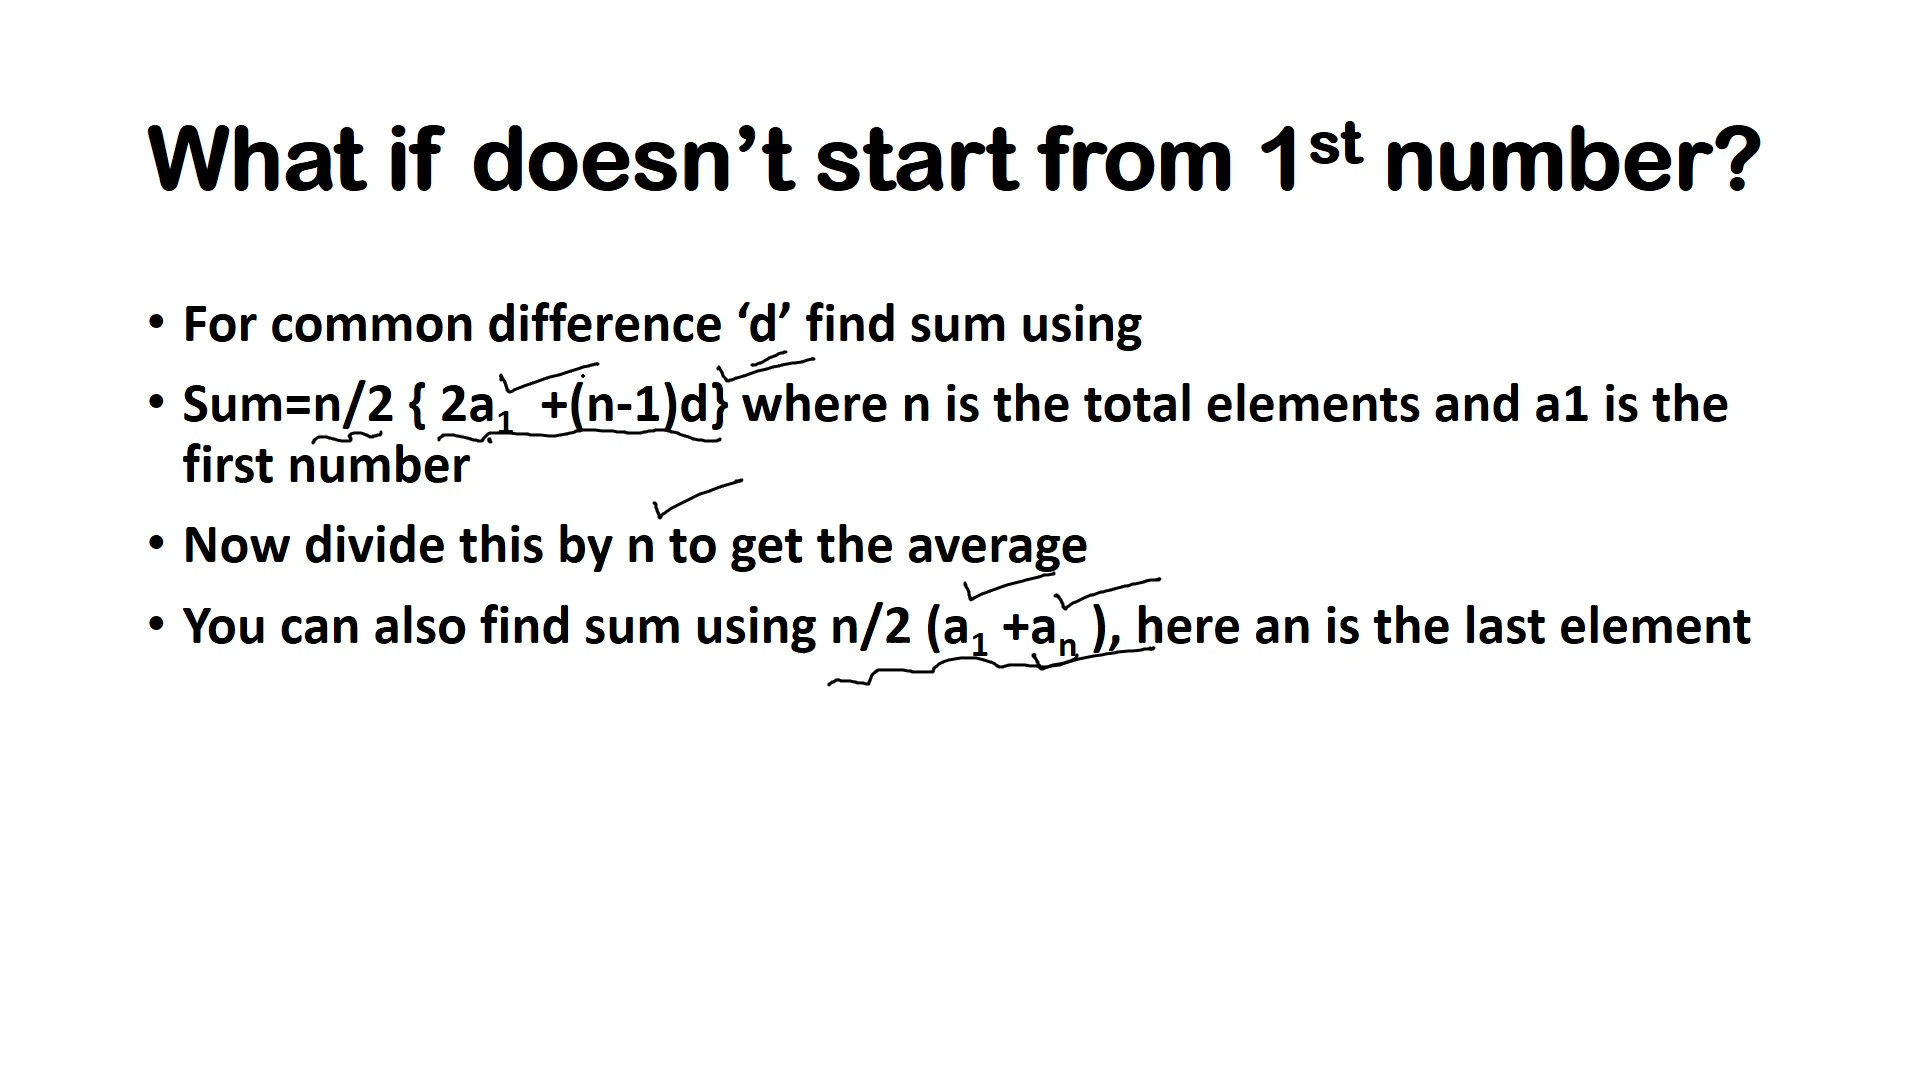 What if doesn’t start from 1st number?
• For common difference ‘d’ find sum using
• Sum=n/2 { 2a₁ +(n-1)d} where n is the total elements and a1 is the
first number
• Now divide this by n to get the average
• You can also find sum using n/2 (a₁ +aₙ ), here an is the last element